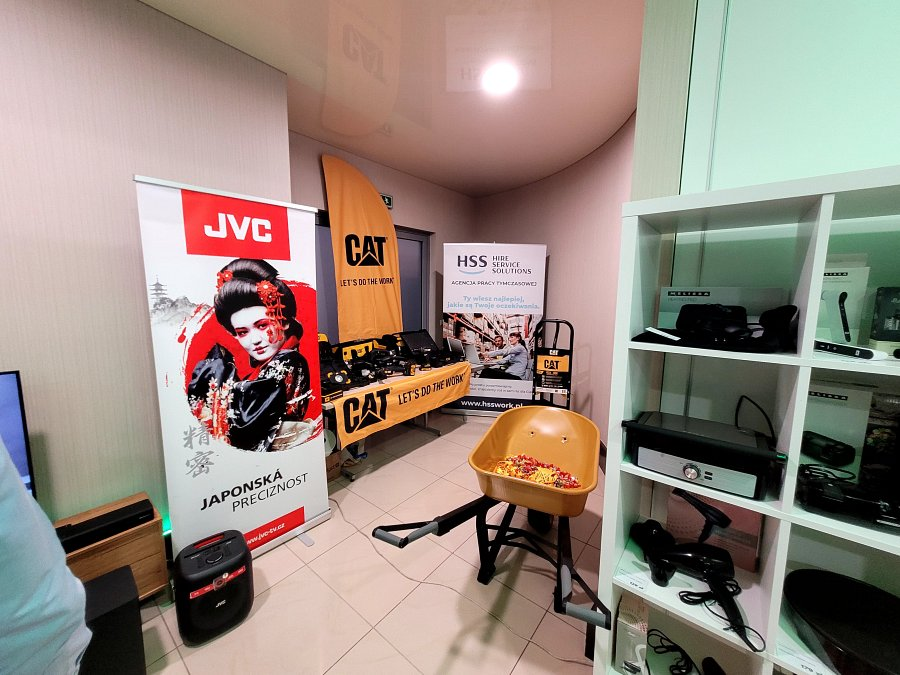 JVC
精
密
JAPONSKÁ
PRECIZNOST
www.jvc-tv.cz
JVC
CAT
LET'S DO THE WORK
CAT
LET'S DO THE WORK
HSS
HIRE
SERVICE
SOLUTIONS
AGENCJA PRACY TYMCZASOWEJ
Ty wiesz najlepiej,
jakie są Twoje oczekiwania.
www.hsswork.pl
CAT
CAT
MELISSA